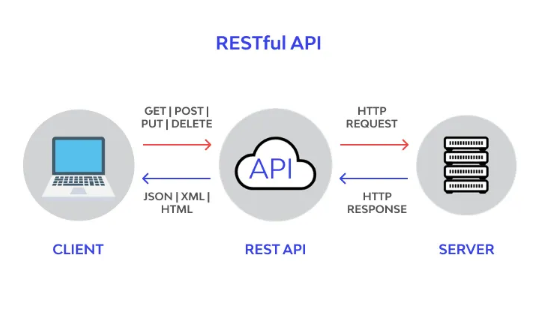 RESTful API
GET | POST |
PUT | DELETE
HTTP
REQUEST
API
JSON | XML |
HTML
HTTP
RESPONSE
CLIENT
REST API
SERVER